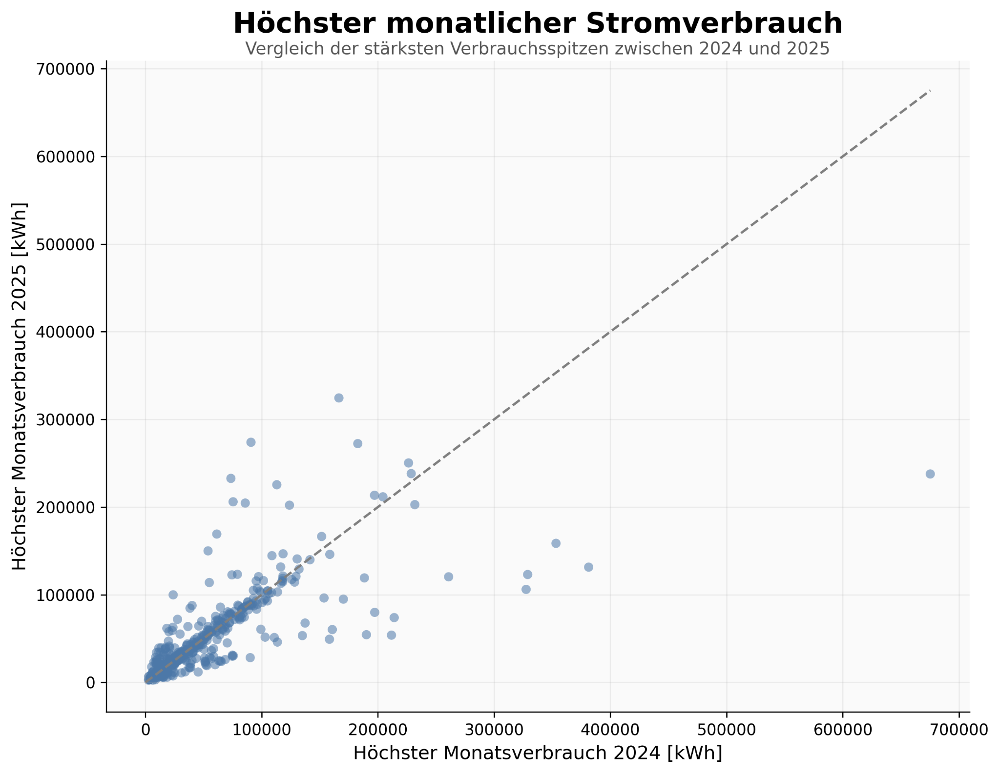 Höchster monatlicher Stromverbrauch
Vergleich der stärksten Verbrauchsspitzen zwischen 2024 und 2025
Höchster Monatsverbrauch 2025 [kWh]
700000
600000
500000
400000
300000
200000
100000
0
0 100000 200000 300000 400000 500000 600000 700000
Höchster Monatsverbrauch 2024 [kWh]